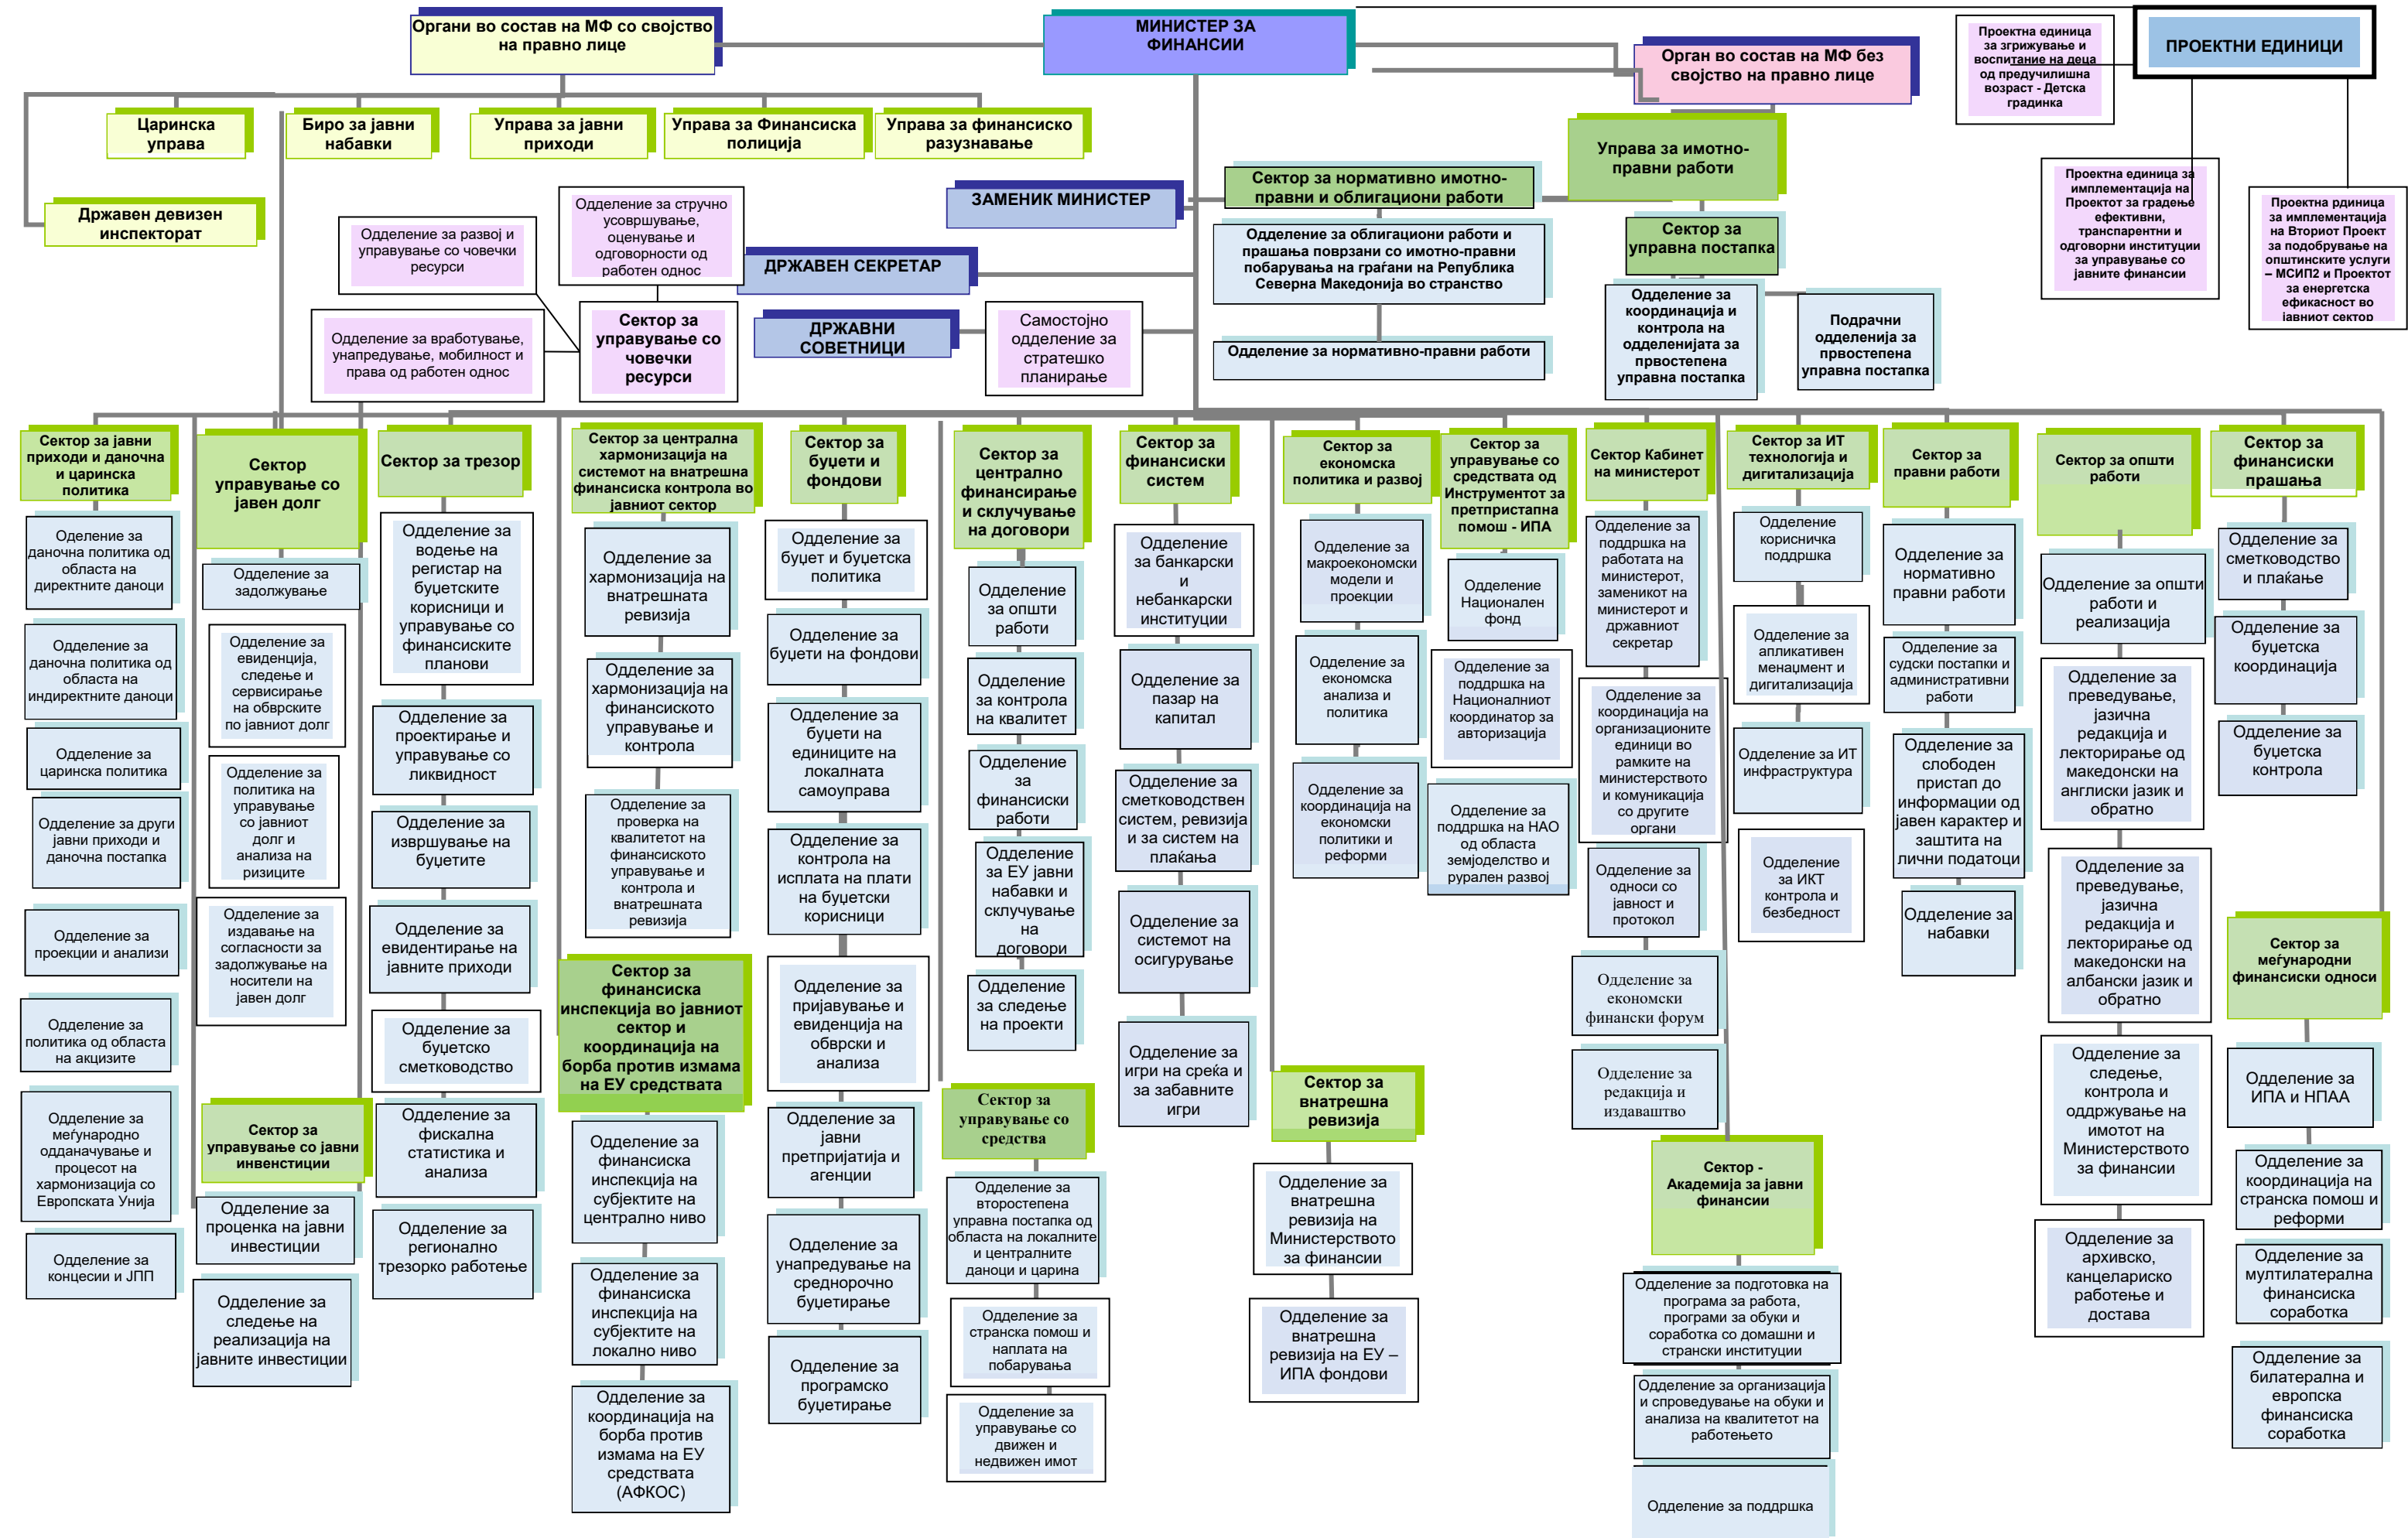 Органи во состав на МФ со својство
на правно лице
МИНИСТЕР ЗА
ФИНАНСИИ
Орган во состав на МФ без
својство на правно лице
Проектна единица
за згрижување и
воспитание на деца
од предучилишна
возраст - Детска
градинка
ПРОЕКТНИ ЕДИНИЦИ
Царинска
управа
Биро за јавни
набавки
Управа за јавни
приходи
Управа за Финансиска
полиција
Управа за финансиско
разузнавање
Државен девизен
инспекторат
Управа за имотно-
правни работи
Проектна единица за
имплементација на
Проектот за градење
ефективни,
транспарентни и
одговорни институции
за управување со
јавните финансии
Проектна рдиница
за имплементација
на Вториот Проект
за подобрување на
општинските услуги
– МСИП2 и Проектот
за енергетска
ефикасност во
јавниот сектор
ЗАМЕНИК МИНИСТЕР
Сектор за нормативно имотно-
правни и облигациони работи
Одделение за облигациони работи и
прашања поврзани со имотно-правни
побарувања на граѓани на Република
Северна Македонија во странство
Одделение за нормативно-правни работи
Сектор за
управна постапка
Одделение за
координација и
контрола на
одделенијата за
првостепена
управна постапка
Подрачни
одделенија за
првостепена
управна постапка
Одделение за развој и
управување со човечки
ресурси
Одделение за стручно
усовршување,
оценување и
одговорности од
работен однос
ДРЖАВЕН СЕКРЕТАР
Одделение за вработување,
унапредување, мобилност и
права од работен однос
Сектор за
управување со
човечки
ресурси
ДРЖАВНИ
СОВЕТНИЦИ
Самостојно
одделение за
стратешко
планирање
Сектор за јавни
приходи и даночна
и царинска
политика
Оделение за
даночна политика од
областа на
директните даноци
Одделение за
даночна политика од
областа на
индиректните даноци
Одделение за
царинска политика
Одделение за други
јавни приходи и
даночна постапка
Одделение за
проекции и анализи
Одделение за
политика од областа
на акцизите
Одделение за
меѓународно
одданачување и
процесот на
хармонизација со
Европската Унија
Одделение за
концесии и ЈПП
Сектор
управување со
јавен долг
Одделение за
задолжување
Одделение за
евиденција,
следење и
сервисирање
на обврските
по јавниот долг
Одделение за
политика на
управување
со јавниот
долг и
анализа на
ризиците
Одделение за
издавање на
согласности за
задолжување на
носители на
јавен долг
Сектор за
управување со јавни
инвенстиции
Одделение за
проценка на јавни
инвестиции
Одделение за
следење на
реализација на
јавните инвестиции
Сектор за трезор
Одделение за
водење на
регистар на
буџетските
корисници и
управување со
финансиските
планови
Одделение за
проектирање и
управување со
ликвидност
Одделение за
извршување на
буџетите
Одделение за
евидентирање на
јавните приходи
Одделение за
буџетско
сметководство
Одделение за
фискална
статистика и
анализа
Одделение за
регионално
трезорко работење
Сектор за централна
хармонизација на
системот на внатрешна
финансиска контрола во
јавниот сектор
Одделение за
хармонизација на
внатрешната
ревизија
Одделение за
хармонизација на
финансиското
управување и
контрола
Одделение за
проверка на
квалитетот на
финансиското
управување и
контрола и
внатрешната
ревизија
Сектор за
финансиска
инспекција во јавниот
сектор и
координација на
борба против измама
на ЕУ средствата
Одделение за
финансиска
инспекција на
субјектите на
централно ниво
Одделение за
финансиска
инспекција на
субјектите на
локално ниво
Одделение за
координација на
борба против
измама на ЕУ
средствата
(АФКОС)
Сектор за
буџети и
фондови
Одделение за
буџет и буџетска
политика
Одделение за
буџети на фондови
Одделение за
буџети на
единиците на
локалната
самоуправа
Одделение за
контрола на
исплата на плати
на буџетски
корисници
Одделение за
пријавување и
евиденција на
обврски и
анализа
Одделение за
јавни
претпријатија и
агенции
Одделение за
унапредување на
среднорочно
буџетирање
Одделение за
програмско
буџетирање
Сектор за
централно
финансирање
и склучување
на договори
Одделение
за општи
работи
Одделение
за контрола
на квалитет
Одделение
за
финансиски
работи
Одделение
за ЕУ јавни
набавки и
склучување
на
договори
Одделение
за следење
на проекти
Сектор за
управување со
средства
Одделение за
второстепена
управна постапка од
областа на локалните
и централните
даноци и царина
Одделение за
странска помош и
наплата на
побарувања
Одделение за
управување со
движен и
недвижен имот
Сектор за
финансиски
систем
Одделение
за банкарски
и
небанкарски
институции
Одделение за
пазар на
капитал
Одделение за
сметководствен
систем, ревизија
и за систем на
плаќања
Одделение за
системот на
осигурување
Одделение за
игри на среќа и
за забавните
игри
Сектор за
економска
политика и развој
Одделение за
макроекономски
модели и
проекции
Одделение за
економска
анализа и
политика
Одделение за
координација на
економски
политики и
реформи
Сектор за
внатрешна
ревизија
Одделение за
внатрешна
ревизија на
Министерството
за финансии
Одделение за
внатрешна
ревизија на ЕУ –
ИПА фондови
Сектор за
управување со
средствата од
Инструментот за
претпристапна
помош - ИПА
Одделение
Национален
фонд
Одделение за
поддршка на
Националниот
координатор за
авторизација
Одделение за
поддршка на НАО
од областа
земјоделство и
рурален развој
Сектор Кабинет
на министерот
Одделение за
поддршка на
работата на
министерот,
заменикот на
министерот и
државниот
секретар
Одделение за
координација на
организационите
единици во
рамките на
министерството
и комуникација
со другите
органи
Одделение за
односи со
јавност и
протокол
Одделение за
економски
финански форум
Одделение за
редакција и
издаваштво
Сектор -
Академија за јавни
финансии
Одделение за подготовка на
програма за работа,
програми за обуки и
соработка со домашни и
странски институции
Одделение за организација
и спроведување на обуки и
анализа на квалитетот на
работењето
Одделение за поддршка
Сектор за ИТ
технологија и
дигитализација
Одделение
корисничка
поддршка
Одделение за
апликативен
менаџмент и
дигитализација
Одделение за ИТ
инфраструктура
Одделение
за ИКТ
контрола и
безбедност
Сектор за
правни работи
Одделение за
нормативно
правни работи
Одделение за
судски постапки и
административни
работи
Одделение за
слободен
пристап до
информации од
јавен карактер и
заштита на
лични податоци
Одделение за
набавки
Сектор за општи
работи
Одделение за општи
работи и
реализација
Одделение за
преведување,
јазична
редакција и
лекторирање од
македонски на
англиски јазик и
обратно
Одделение за
преведување,
јазична
редакција и
лекторирање од
македонски на
албански јазик и
обратно
Одделение за
следење,
контрола и
оддржување на
имотот на
Министерството
за финансии
Одделение за
архивско,
канцелариско
работење и
достава
Сектор за
финансиски
прашања
Одделение за
сметководство
и плаќање
Одделение за
буџетска
координација
Одделение за
буџетска
контрола
Сектор за
меѓународни
финансиски односи
Одделение за
ИПА и НПАА
Одделение за
координација на
странска помош и
реформи
Одделение за
мултилатерална
финансиска
соработка
Одделение за
билатерална и
европска
финансиска
соработка